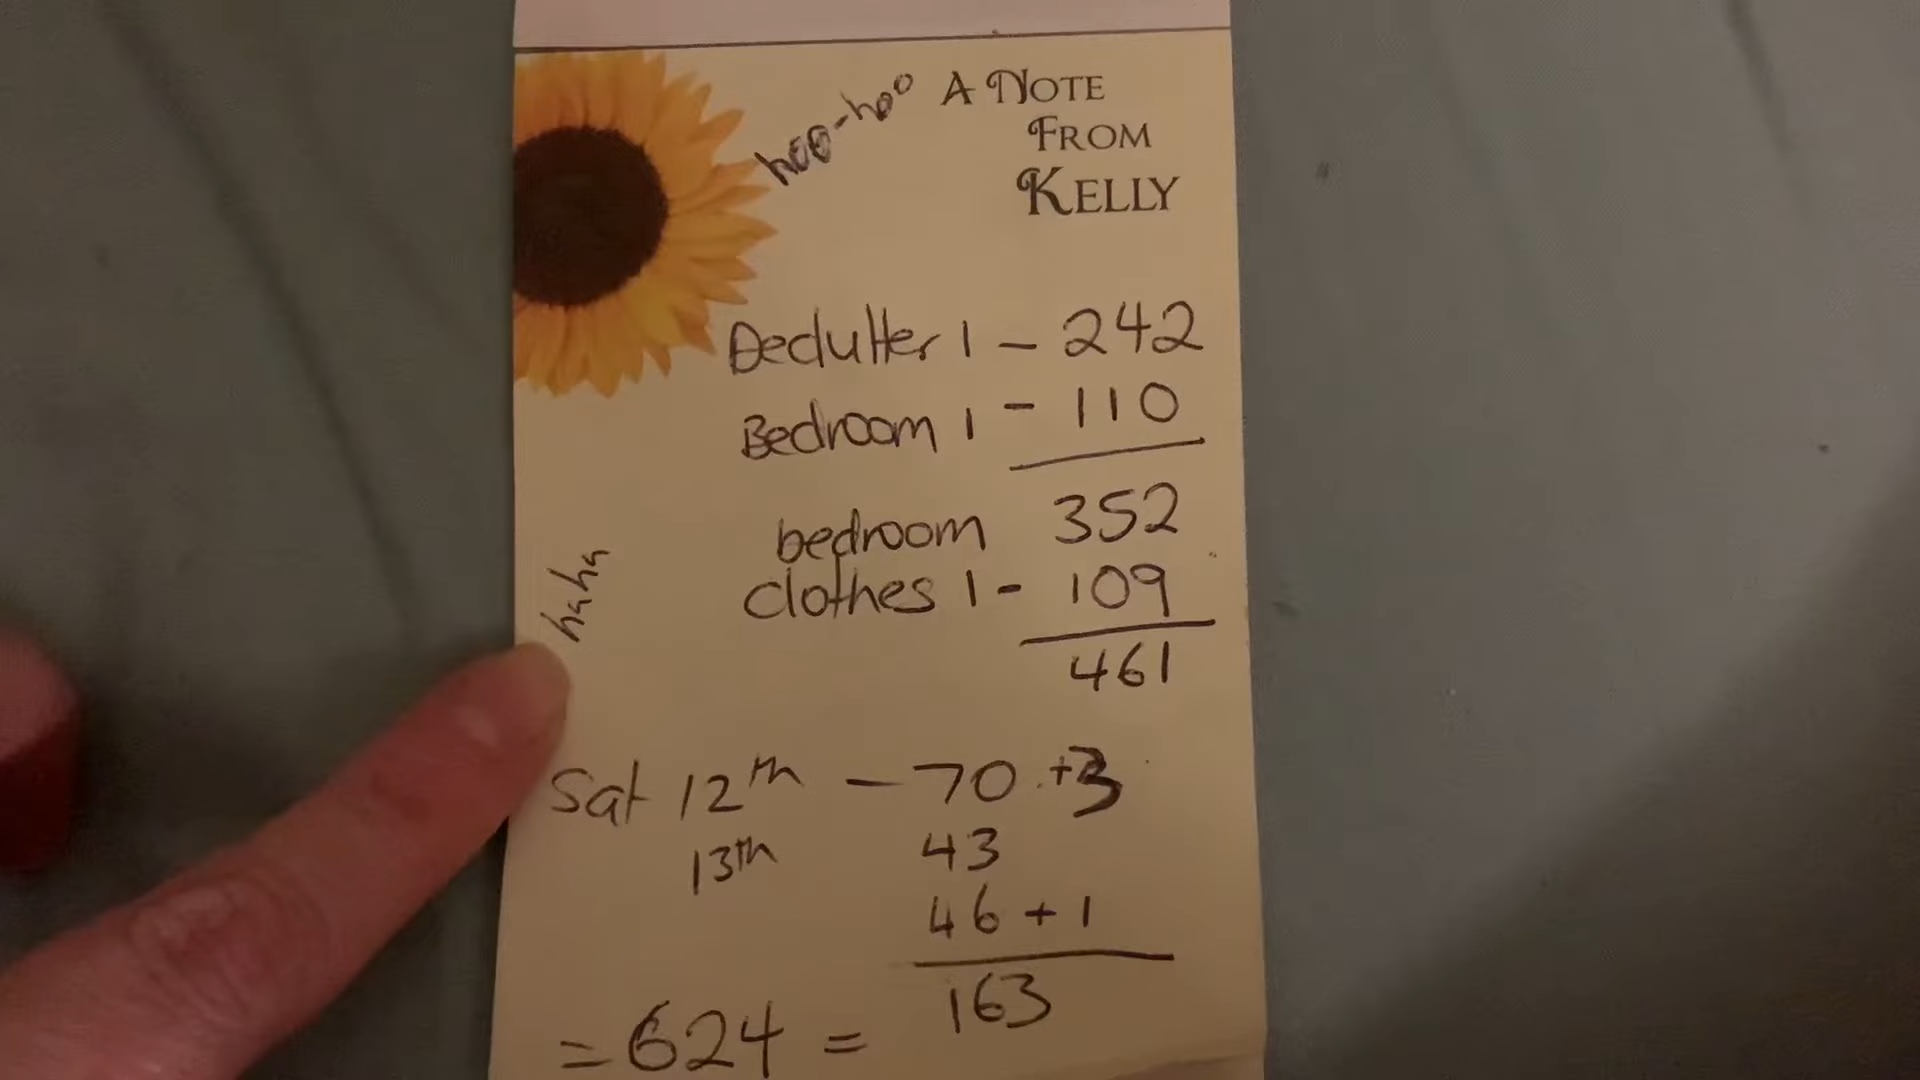 hoo-hoo
A NOTE
FROM
KELLY
Declutter 1 - 242
Bedroom 1 - 110
bedroom 352
clothes 1 - 109
461
haha
Sat 12th - 70 +3
13th 43
46 + 1
163
= 624 =